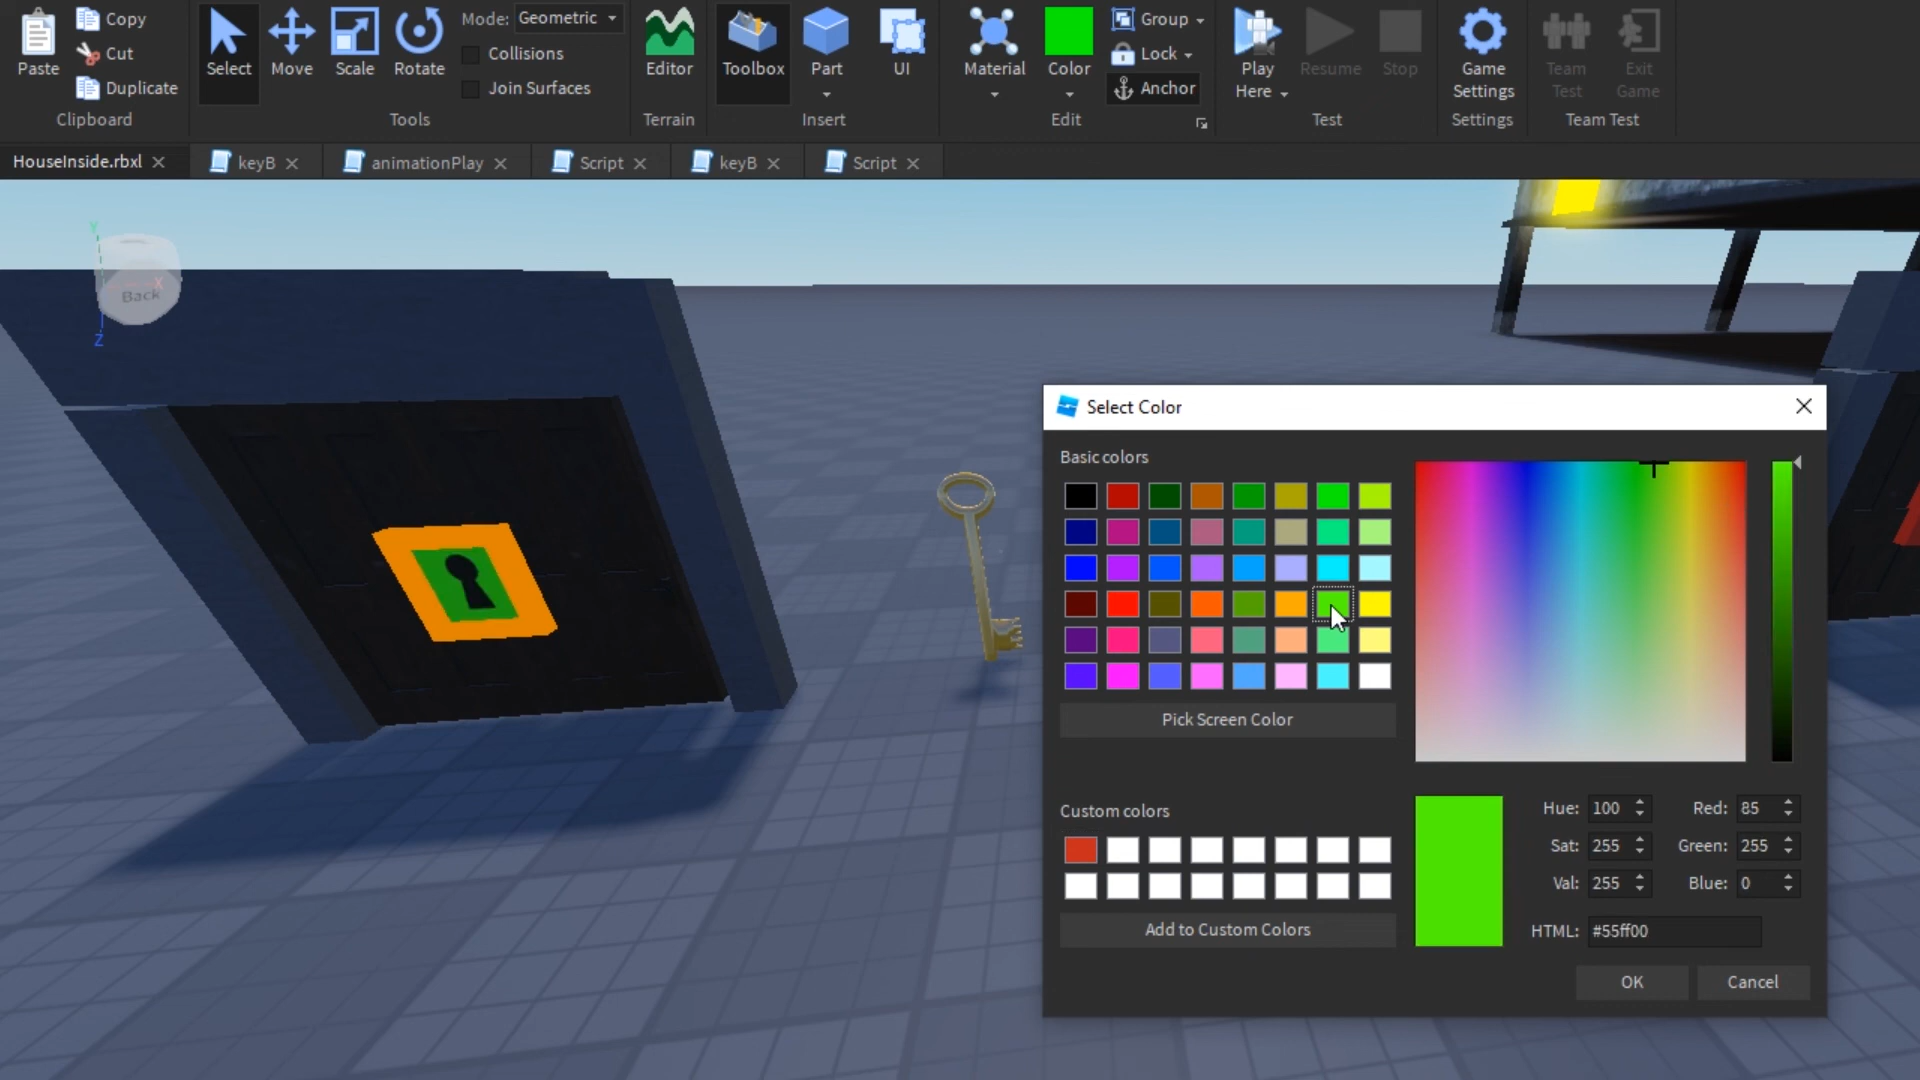 Paste
Copy
Cut
Duplicate
Clipboard
Select
Move
Scale
Rotate
Mode: Geometric
Collisions
Join Surfaces
Tools
Editor
Terrain
Toolbox
Part
UI
Insert
Material
Color
Group
Lock
Anchor
Edit
Play
Here
Resume
Stop
Test
Game
Settings
Settings
Team
Test
Exit
Game
Team Test
HouseInside.rbxl
keyB
animationPlay
Script
keyB
Script
Y
X
Back
Z
Select Color
Basic colors
Pick Screen Color
Custom colors
Add to Custom Colors
Hue: 100 Red: 85
Sat: 255 Green: 255
Val: 255 Blue: 0
HTML: #55ff00
OK Cancel